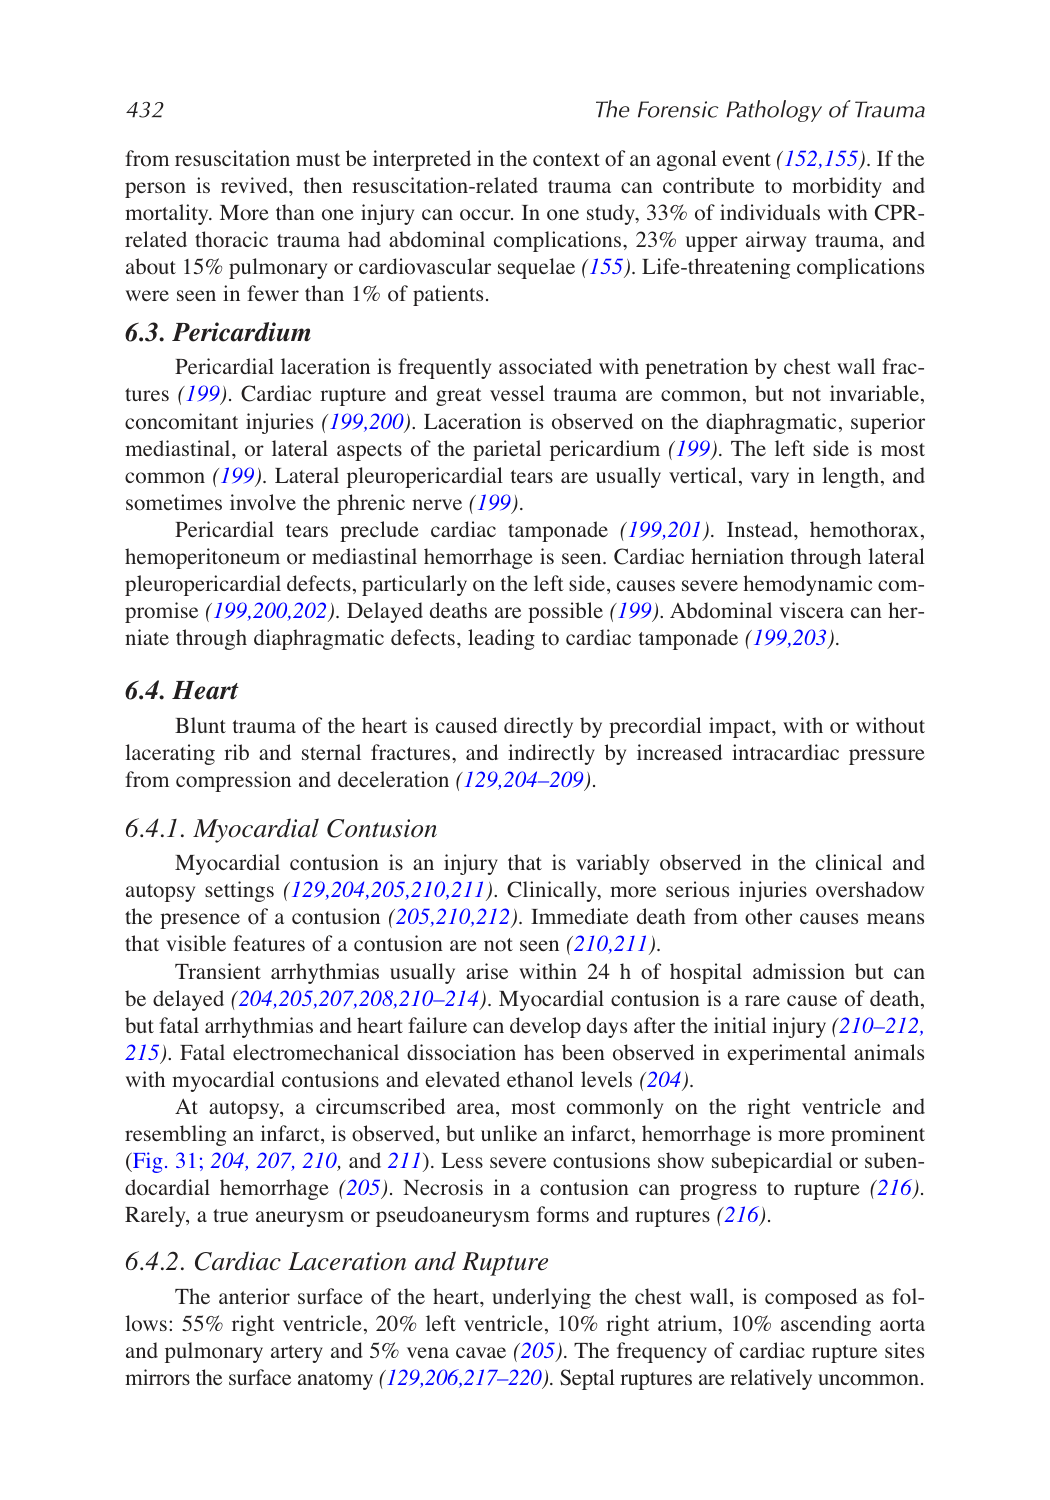 432
The Forensic Pathology of Trauma
from resuscitation must be interpreted in the context of an agonal event (152,155). If the
person is revived, then resuscitation-related trauma can contribute to morbidity and
mortality. More than one injury can occur. In one study, 33% of individuals with CPR-
related thoracic trauma had abdominal complications, 23% upper airway trauma, and
about 15% pulmonary or cardiovascular sequelae (155). Life-threatening complications
were seen in fewer than 1% of patients.
6.3. Pericardium
Pericardial laceration is frequently associated with penetration by chest wall frac-
tures (199). Cardiac rupture and great vessel trauma are common, but not invariable,
concomitant injuries (199,200). Laceration is observed on the diaphragmatic, superior
mediastinal, or lateral aspects of the parietal pericardium (199). The left side is most
common (199). Lateral pleuropericardial tears are usually vertical, vary in length, and
sometimes involve the phrenic nerve (199).
Pericardial tears preclude cardiac tamponade (199,201). Instead, hemothorax,
hemoperitoneum or mediastinal hemorrhage is seen. Cardiac herniation through lateral
pleuropericardial defects, particularly on the left side, causes severe hemodynamic com-
promise (199,200,202). Delayed deaths are possible (199). Abdominal viscera can her-
niate through diaphragmatic defects, leading to cardiac tamponade (199,203).
6.4. Heart
Blunt trauma of the heart is caused directly by precordial impact, with or without
lacerating rib and sternal fractures, and indirectly by increased intracardiac pressure
from compression and deceleration (129,204–209).
6.4.1. Myocardial Contusion
Myocardial contusion is an injury that is variably observed in the clinical and
autopsy settings (129,204,205,210,211). Clinically, more serious injuries overshadow
the presence of a contusion (205,210,212). Immediate death from other causes means
that visible features of a contusion are not seen (210,211).
Transient arrhythmias usually arise within 24 h of hospital admission but can
be delayed (204,205,207,208,210–214). Myocardial contusion is a rare cause of death,
but fatal arrhythmias and heart failure can develop days after the initial injury (210–212,
215). Fatal electromechanical dissociation has been observed in experimental animals
with myocardial contusions and elevated ethanol levels (204).
At autopsy, a circumscribed area, most commonly on the right ventricle and
resembling an infarct, is observed, but unlike an infarct, hemorrhage is more prominent
(Fig. 31; 204, 207, 210, and 211). Less severe contusions show subepicardial or suben-
docardial hemorrhage (205). Necrosis in a contusion can progress to rupture (216).
Rarely, a true aneurysm or pseudoaneurysm forms and ruptures (216).
6.4.2. Cardiac Laceration and Rupture
The anterior surface of the heart, underlying the chest wall, is composed as fol-
lows: 55% right ventricle, 20% left ventricle, 10% right atrium, 10% ascending aorta
and pulmonary artery and 5% vena cavae (205). The frequency of cardiac rupture sites
mirrors the surface anatomy (129,206,217–220). Septal ruptures are relatively uncommon.